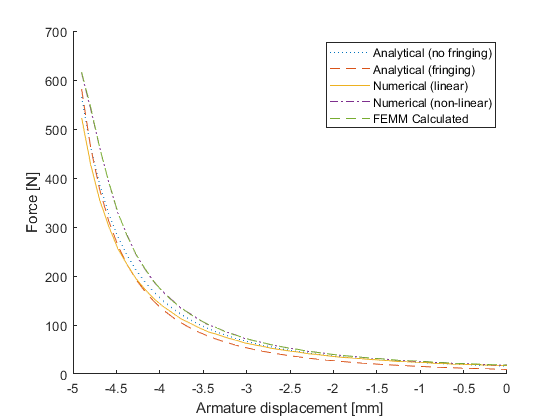 700
600
500
400
300
200
100
0
Force [N]
Analytical (no fringing)
Analytical (fringing)
Numerical (linear)
Numerical (non-linear)
FEMM Calculated
-5 -4.5 -4 -3.5 -3 -2.5 -2 -1.5 -1 -0.5 0
Armature displacement [mm]